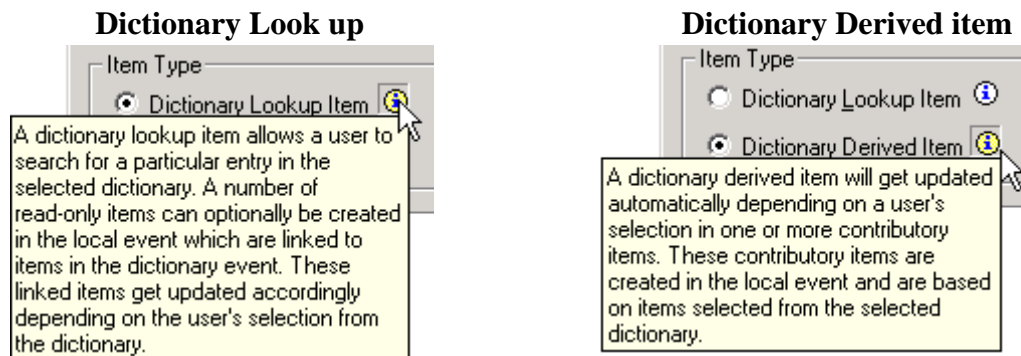 Dictionary Look up
Item Type
Dictionary Lookup Item
A dictionary lookup item allows a user to
search for a particular entry in the
selected dictionary. A number of
read-only items can optionally be created
in the local event which are linked to
items in the dictionary event. These
linked items get updated accordingly
depending on the user's selection from
the dictionary.
Dictionary Derived item
Item Type
Dictionary Lookup Item
Dictionary Derived Item
A dictionary derived item will get updated
automatically depending on a user's
selection in one or more contributory
items. These contributory items are
created in the local event and are based
on items selected from the selected
dictionary.